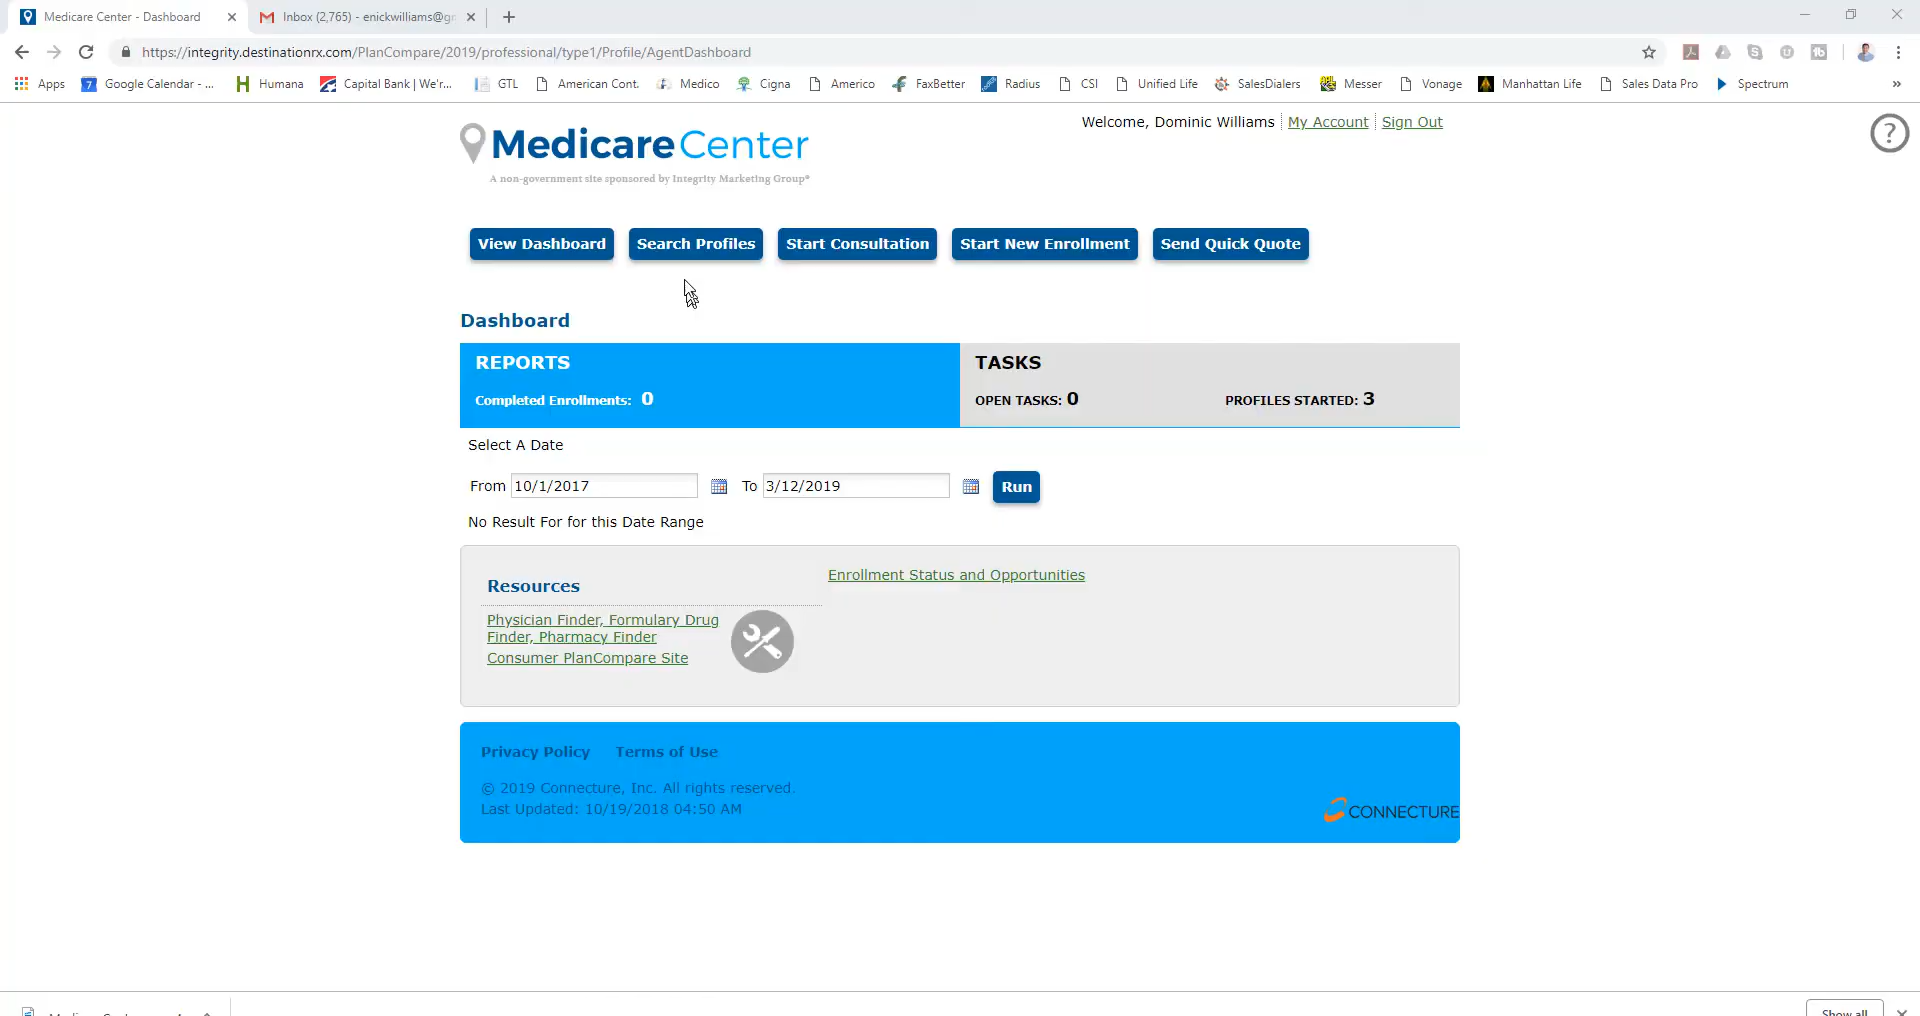 Medicare Center - Dashboard
Inbox (2,765) - enickwilliams@gr
https://integrity.destinationrx.com/PlanCompare/2019/professional/type1/Profile/AgentDashboard
Apps
Google Calendar - ...
Humana
Capital Bank | We'r...
GTL
American Cont.
Medico
Cigna
Americo
FaxBetter
Radius
CSI
Unified Life
SalesDialers
Messer
Vonage
Manhattan Life
Sales Data Pro
Spectrum
»
Welcome, Dominic Williams
My Account
Sign Out
?
MedicareCenter
A non-government site sponsored by Integrity Marketing Group®
View Dashboard
Search Profiles
Start Consultation
Start New Enrollment
Send Quick Quote
Dashboard
REPORTS
Completed Enrollments: 0
TASKS
OPEN TASKS: 0
PROFILES STARTED: 3
Select A Date
From 10/1/2017 To 3/12/2019 Run
No Result For for this Date Range
Resources
Physician Finder, Formulary Drug
Finder, Pharmacy Finder
Consumer PlanCompare Site
Enrollment Status and Opportunities
Privacy Policy
Terms of Use
© 2019 Connecture, Inc. All rights reserved.
Last Updated: 10/19/2018 04:50 AM
CONNECTURE
Show all